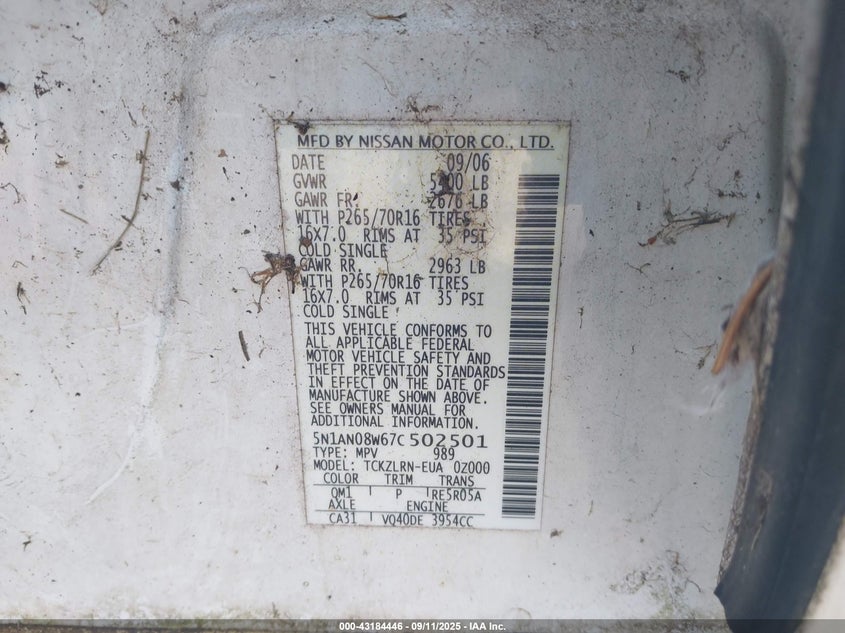 MFD BY NISSAN MOTOR CO., LTD.
DATE 09/06
GVWR 5400 LB
GAWR FR. 2676 LB
WITH P265/70R16 TIRES
16X7.0 RIMS AT 35 PSI
COLD SINGLE
GAWR RR. 2963 LB
WITH P265/70R16 TIRES
16X7.0 RIMS AT 35 PSI
COLD SINGLE
THIS VEHICLE CONFORMS TO
ALL APPLICABLE FEDERAL
MOTOR VEHICLE SAFETY AND
THEFT PREVENTION STANDARDS
IN EFFECT ON THE DATE OF
MANUFACTURE SHOWN ABOVE.
SEE OWNERS MANUAL FOR
ADDITIONAL INFORMATION.
5N1AN08W67C502501
TYPE: MPV 989
MODEL: TCKZLRN-EUA 0Z000
COLOR TRIM TRANS
QM1 P RE5R05A
AXLE ENGINE
CA31 VQ40DE 3954CC
000-43184446 - 09/11/2025 - IAA Inc.